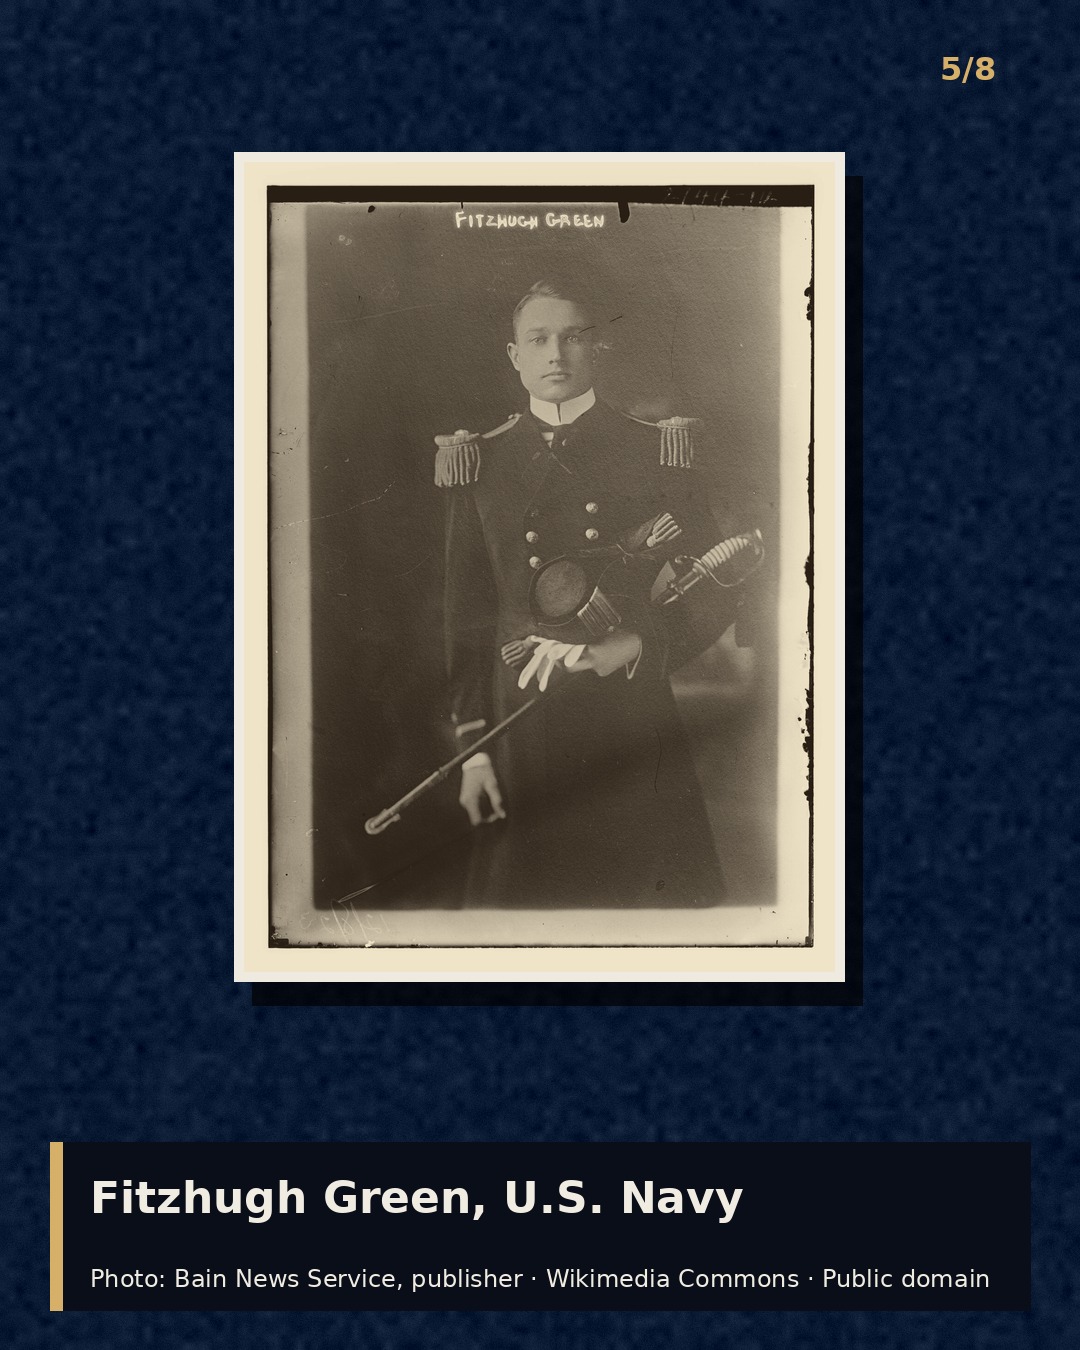 5/8
FITZHUGH GREEN
Fitzhugh Green, U.S. Navy
Photo: Bain News Service, publisher · Wikimedia Commons · Public domain